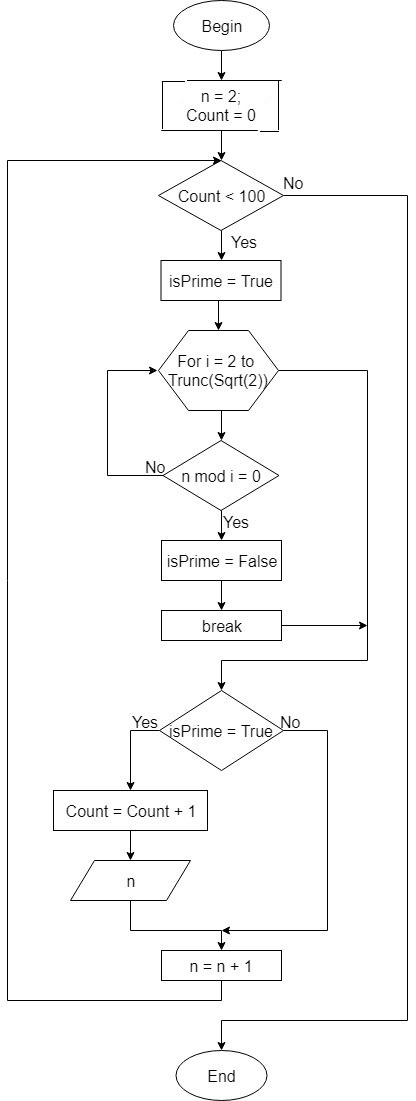 Begin
n = 2;
Count = 0
Count < 100
No
Yes
isPrime = True
For i = 2 to
Trunc(Sqrt(2))
n mod i = 0
No
Yes
isPrime = False
break
isPrime = True
Yes
No
Count = Count + 1
n
n = n + 1
End